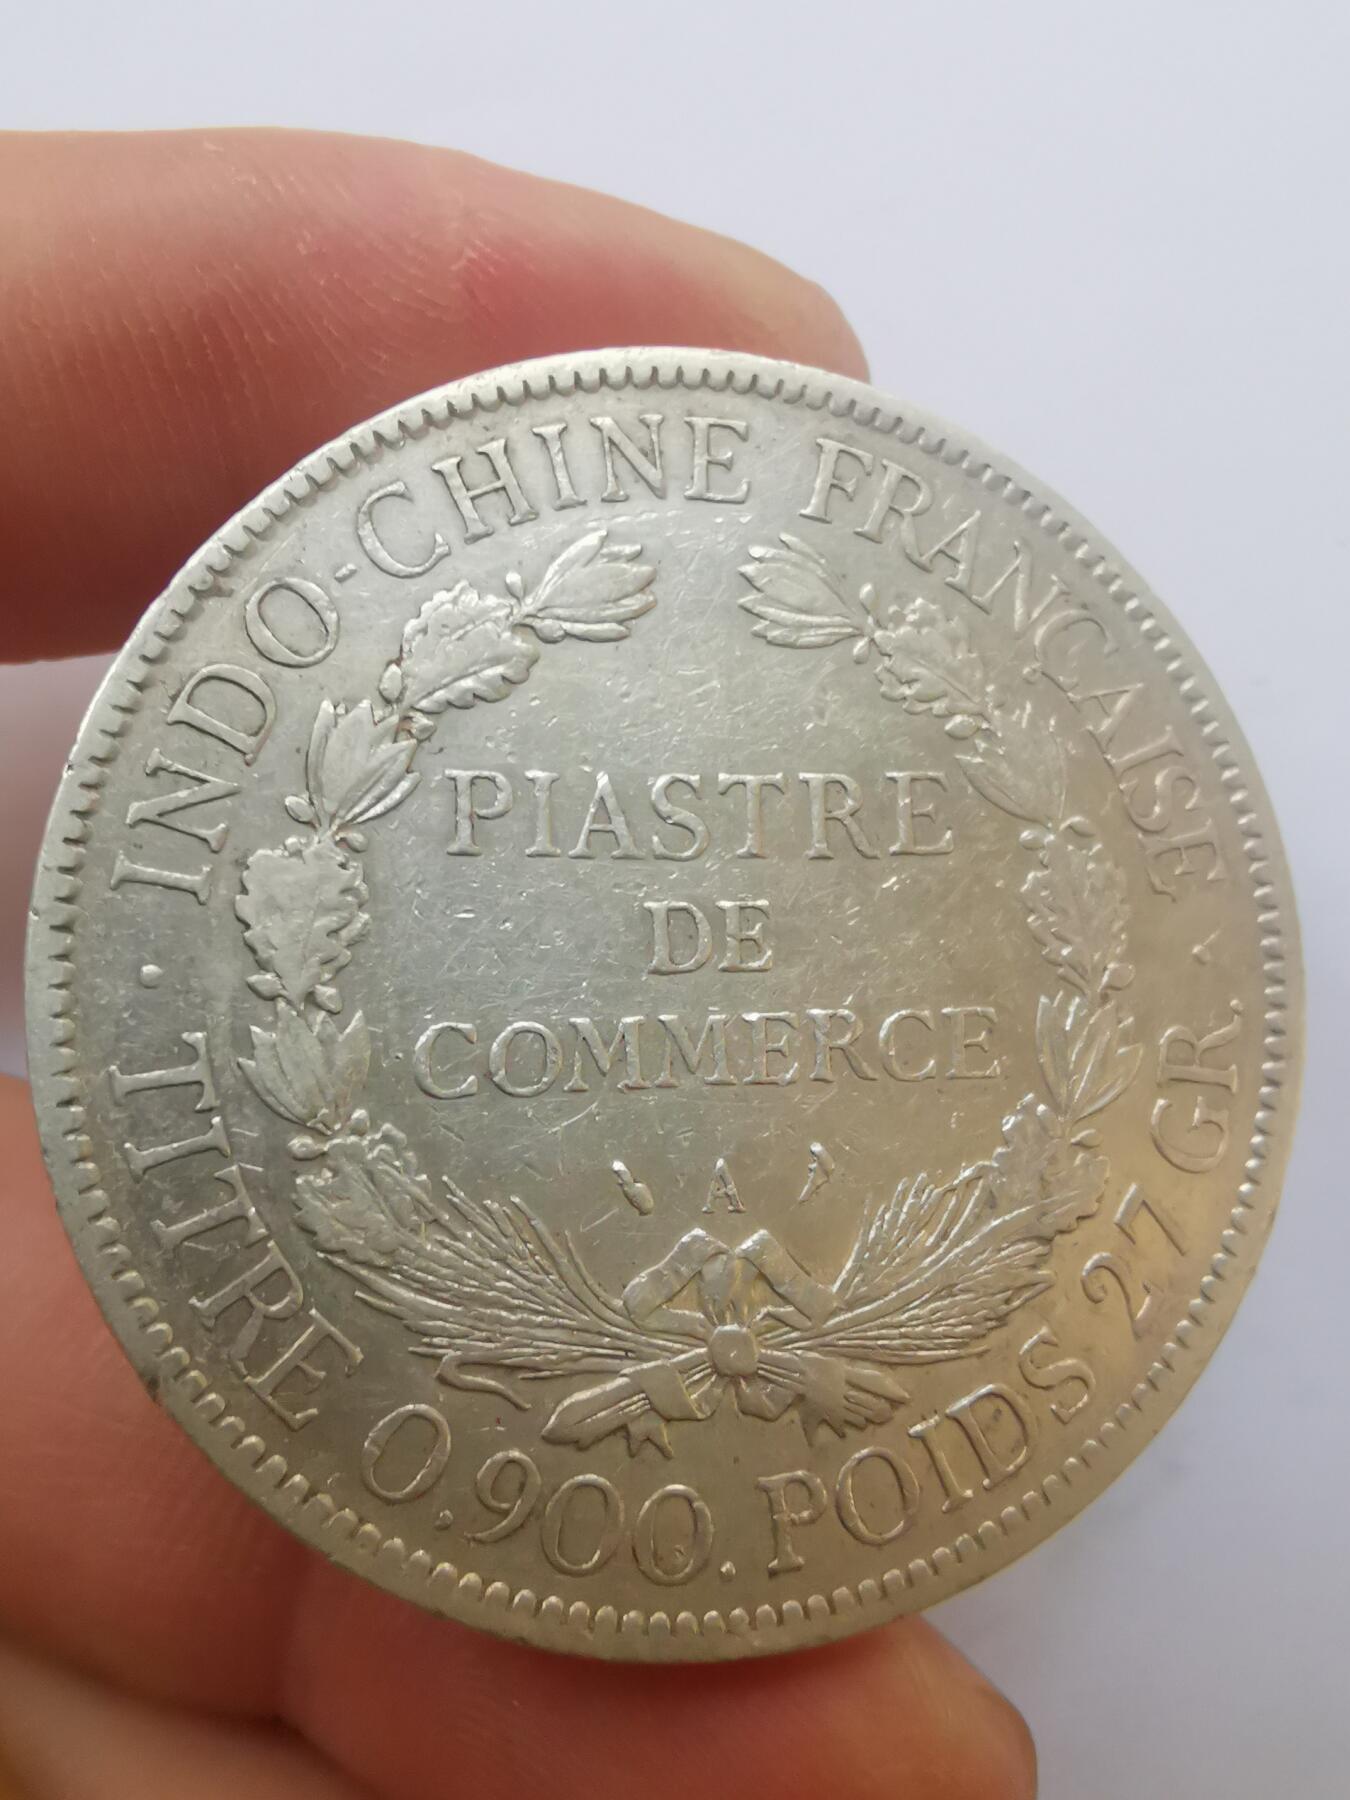 INDO-CHINE FRANÇAISE
PIASTRE
DE
COMMERCE
A
· TITRE 0.900. POIDS 27 GR. ·